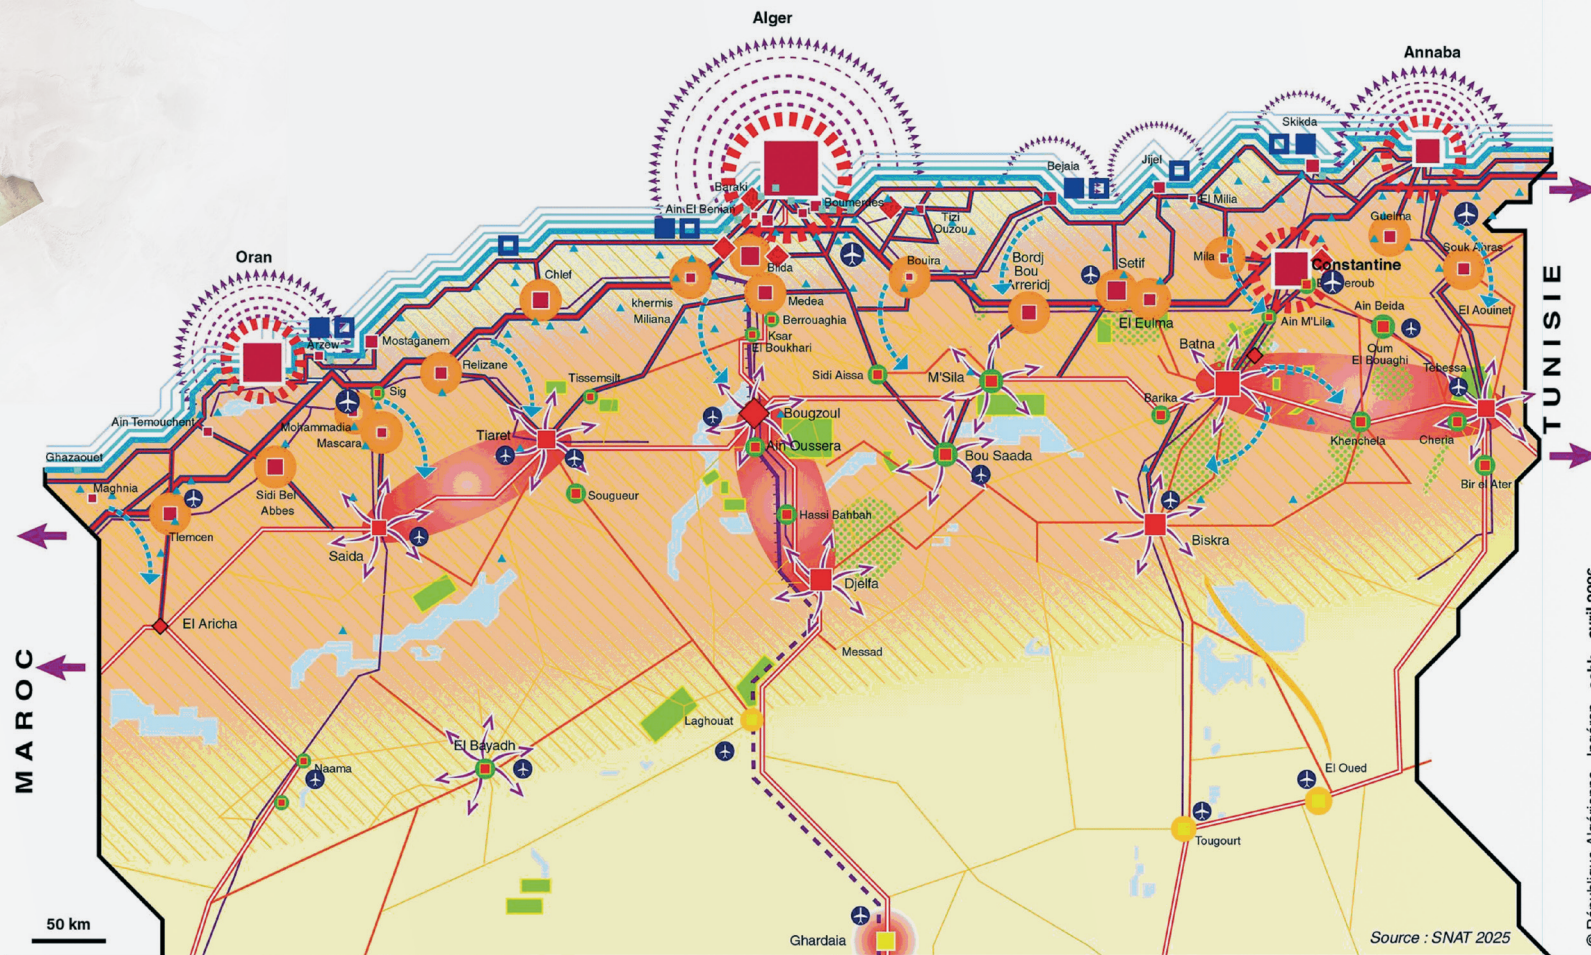 Alger
Annaba
Skikda
Jijel
Bejaia
Baraki
Ain El Benian
Boumerdes
El Milia
Tizi
Ouzou
Guelma
Oran
Souk Ahras
Mila
Constantine
Bouira
Bordj
Bou
Arreridj
Setif
Blida
Chlef
khermis
Miliana
Medea
Ain Beida
El Aouinet
Berrouaghia
El Eulma
Ain M'Lila
Arzew
Mostaganem
Ksar
El Boukhari
Batna
Oum
El Bouaghi
Relizane
Tissemsilt
Sidi Aissa
M'Sila
Tebessa
Sig
Barika
Bougzoul
Ain Temouchent
Mohammadia
Mascara
Tiaret
Ain Oussera
Khenchela
Cheria
Ghazaouet
Bou Saada
Bir el Ater
Maghnia
Sidi Bel
Abbes
Sougueur
Hassi Bahbah
Tlemcen
Saida
Biskra
Djelfa
El Aricha
Messad
MAROC
TUNISIE
Laghouat
El Bayadh
Naama
El Oued
Tougourt
50 km
Ghardaia
Source : SNAT 2025